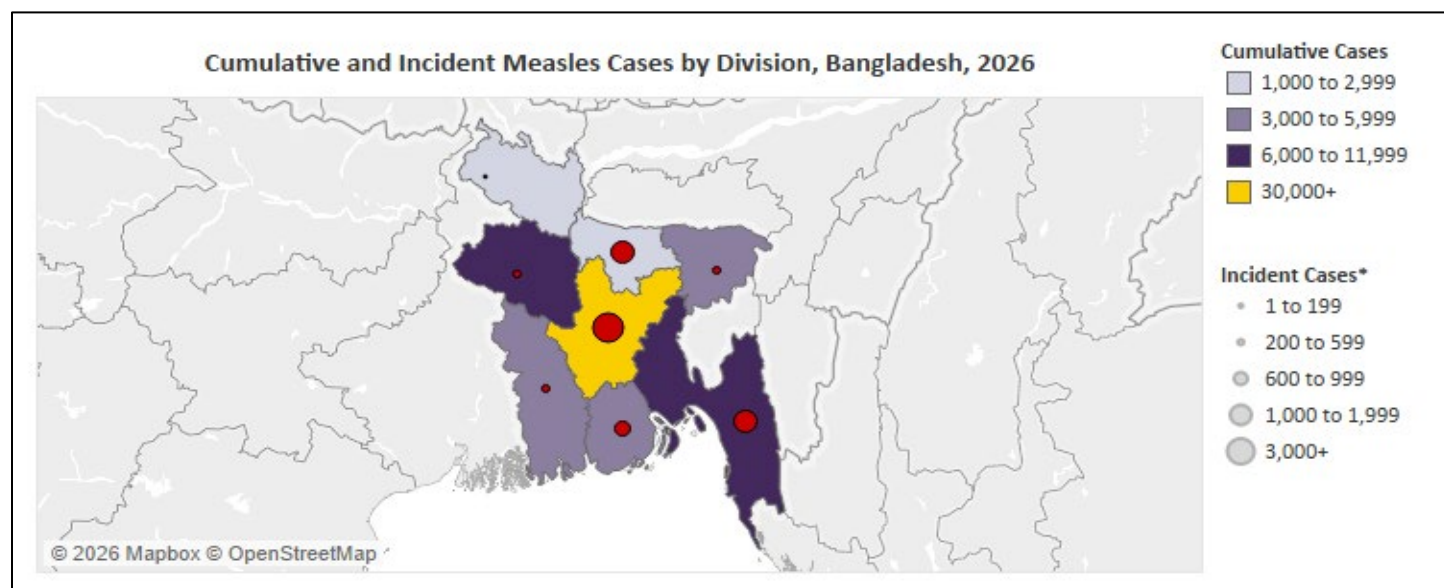 Cumulative and Incident Measles Cases by Division, Bangladesh, 2026
Cumulative Cases
1,000 to 2,999
3,000 to 5,999
6,000 to 11,999
30,000+
Incident Cases*
1 to 199
200 to 599
600 to 999
1,000 to 1,999
3,000+
© 2026 Mapbox © OpenStreetMap